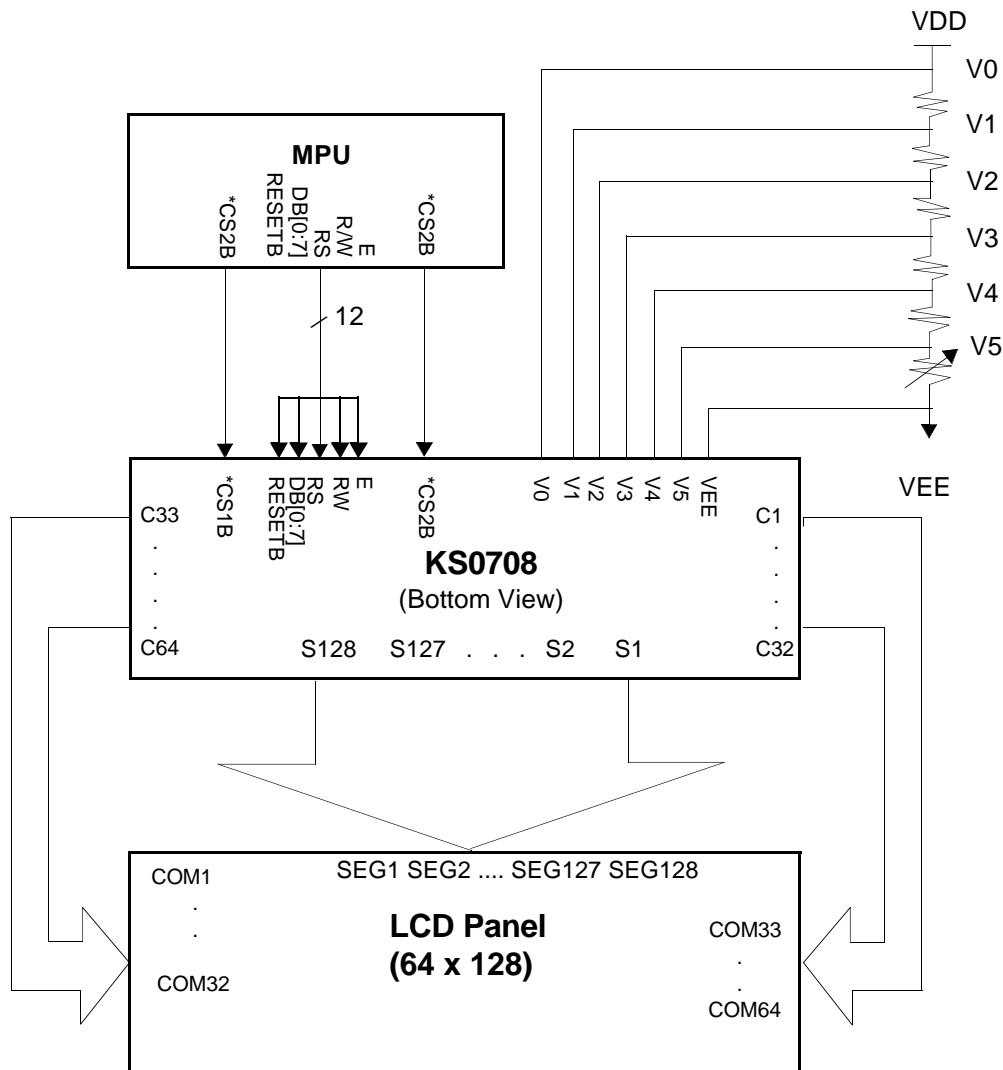 VDD
V0
V1
V2
V3
V4
V5
VEE
MPU
*CS2B
RESETB
DB[0:7]
RS
R/W
E
*CS2B
12
*CS1B
RESETB
DB[0:7]
RS
RW
E
*CS2B
V0
V1
V2
V3
V4
V5
VEE
C33
.
.
.
.
C64
C1
.
.
.
.
C32
KS0708
(Bottom View)
S128 S127 . . . S2 S1
SEG1 SEG2 .... SEG127 SEG128
COM1
.
.
COM32
LCD Panel
(64 x 128)
COM33
.
.
COM64